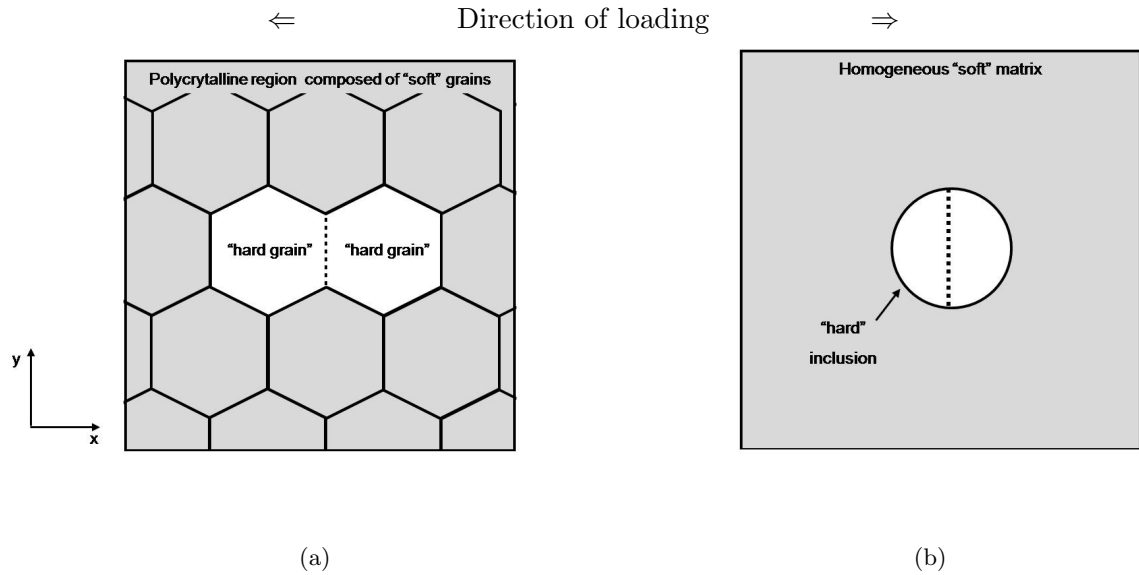 ⇐ Direction of loading ⇒
Polycrytalline region composed of “soft” grains
“hard grain” “hard grain”
y
x
(a)
Homogeneous “soft” matrix
“hard”
inclusion
(b)